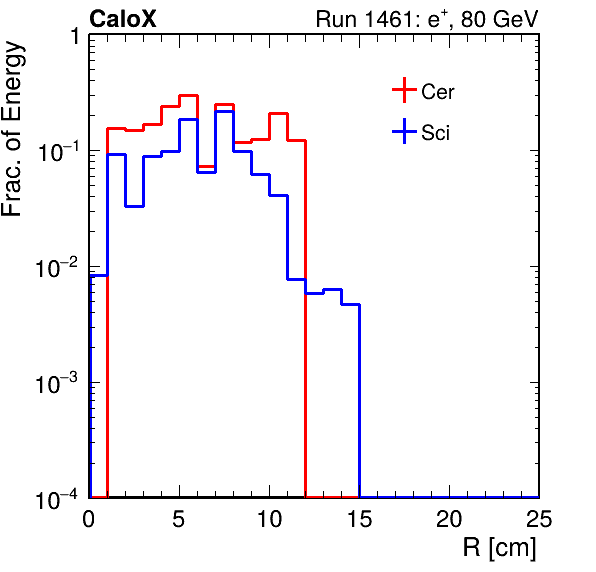 CaloX Run 1461: e⁺, 80 GeV
Frac. of Energy
1
10⁻¹
10⁻²
10⁻³
10⁻⁴
Cer
Sci
0 5 10 15 20 25
R [cm]